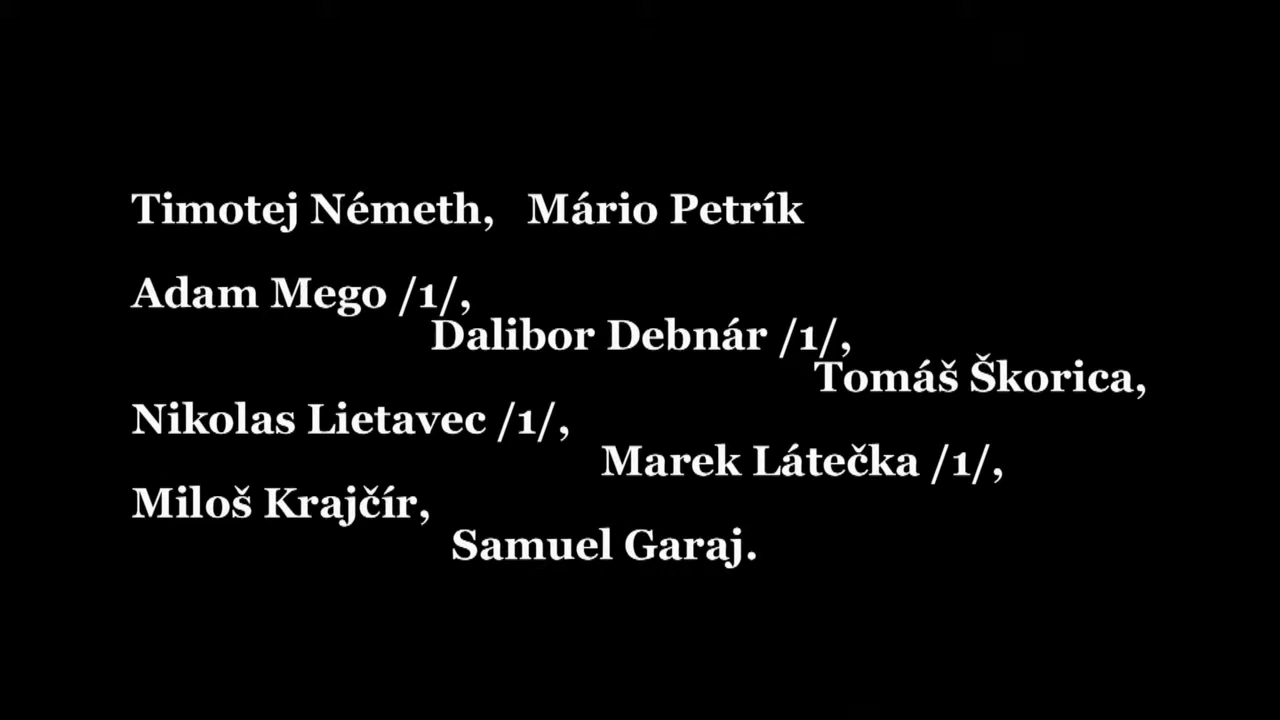 Timotej Németh, Mário Petrík
Adam Mego /1/,
Dalibor Debnár /1/,
Tomáš Škorica,
Nikolas Lietavec /1/,
Marek Látečka /1/,
Miloš Krajčír,
Samuel Garaj.